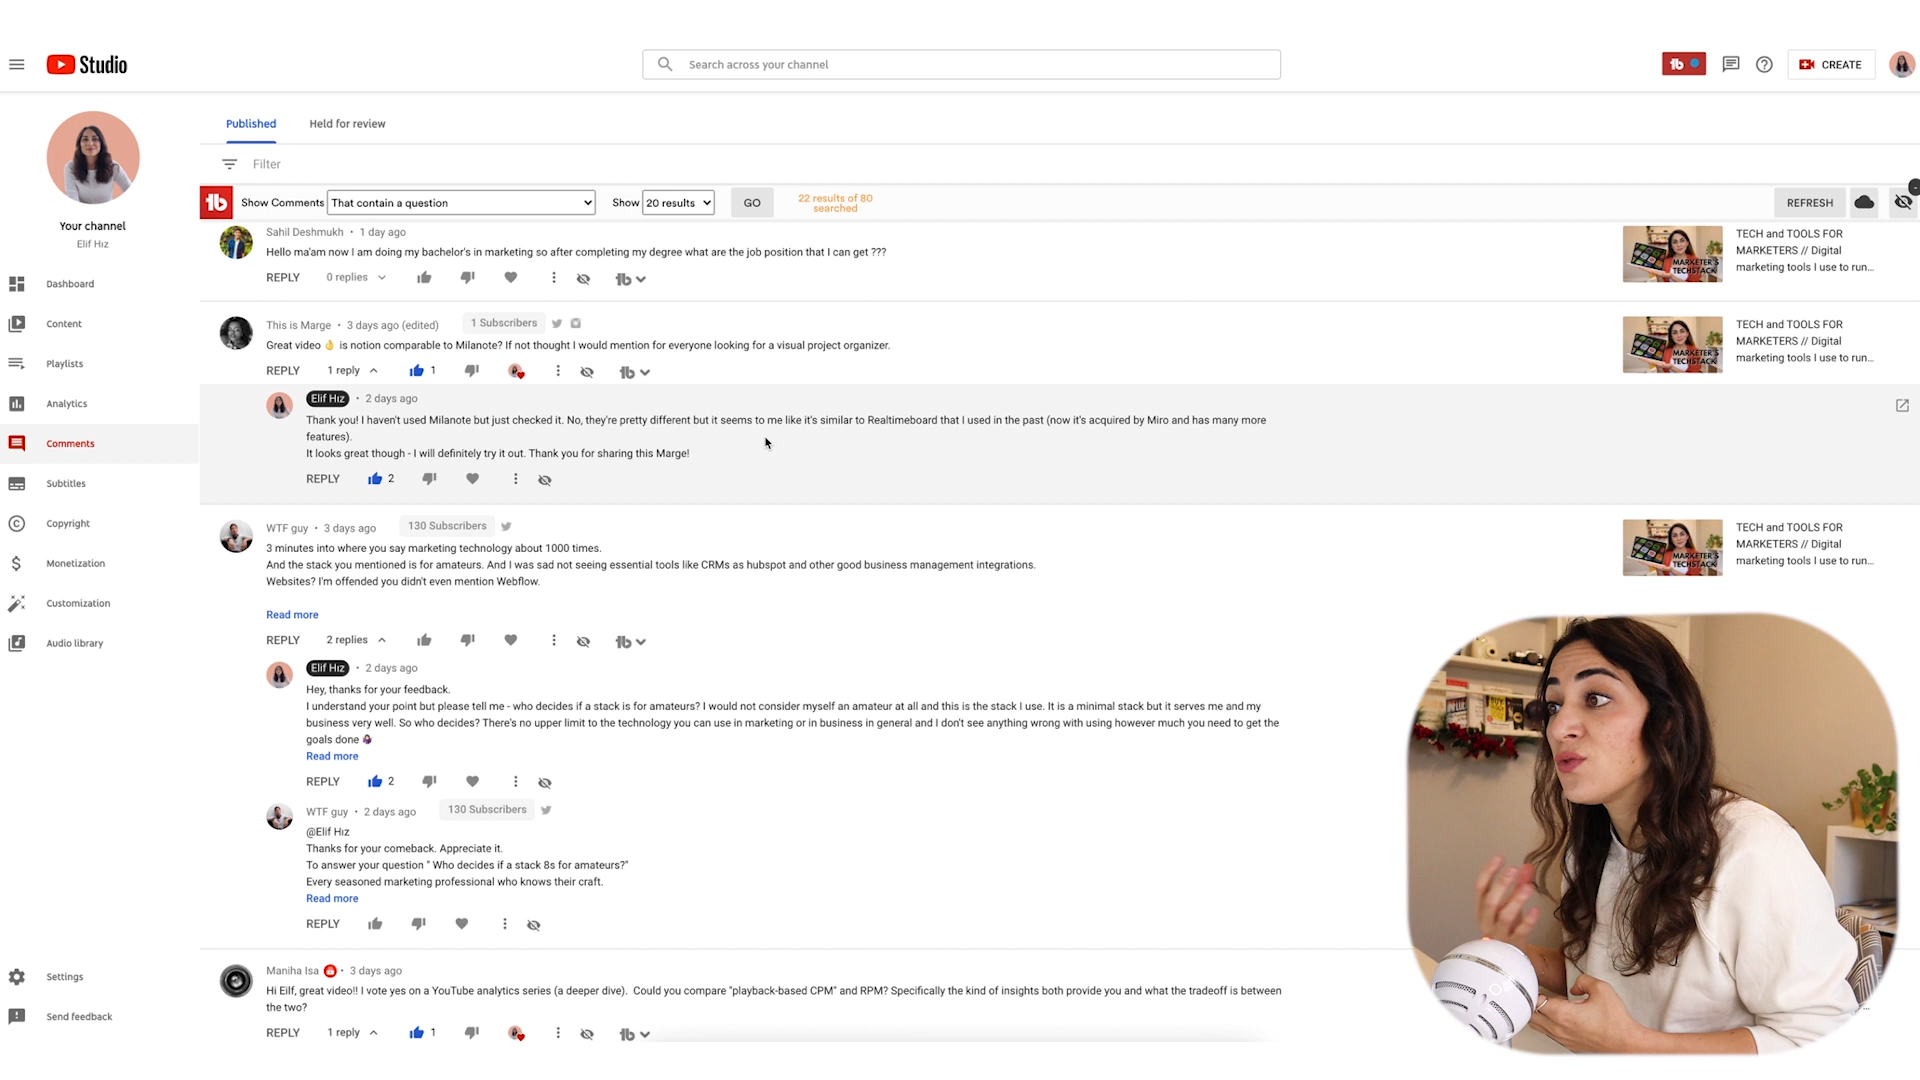 Studio
Search across your channel
CREATE
Your channel
Elif Hız
Dashboard
Content
Playlists
Analytics
Comments
Subtitles
Copyright
Monetization
Customization
Audio library
Settings
Send feedback
Published
Held for review
Filter
Show Comments That contain a question Show 20 results GO 22 results of 80
searched
REFRESH
Sahil Deshmukh • 1 day ago
Hello ma'am now I am doing my bachelor's in marketing so after completing my degree what are the job position that I can get ???
REPLY 0 replies
TECH and TOOLS FOR
MARKETERS // Digital
marketing tools I use to run...
MARKETER'S
TECHSTACK
This is Marge • 3 days ago (edited) 1 Subscribers
Great video 👌 is notion comparable to Milanote? If not thought I would mention for everyone looking for a visual project organizer.
REPLY 1 reply 1
TECH and TOOLS FOR
MARKETERS // Digital
marketing tools I use to run...
MARKETER'S
TECHSTACK
Elif Hız • 2 days ago
Thank you! I haven't used Milanote but just checked it. No, they're pretty different but it seems to me like it's similar to Realtimeboard that I used in the past (now it's acquired by Miro and has many more
features).
It looks great though - I will definitely try it out. Thank you for sharing this Marge!
REPLY 2
WTF guy • 3 days ago 130 Subscribers
3 minutes into where you say marketing technology about 1000 times.
And the stack you mentioned is for amateurs. And I was sad not seeing essential tools like CRMs as hubspot and other good business management integrations.
Websites? I'm offended you didn't even mention Webflow.
Read more
REPLY 2 replies
TECH and TOOLS FOR
MARKETERS // Digital
marketing tools I use to run...
MARKETER'S
TECHSTACK
Elif Hız • 2 days ago
Hey, thanks for your feedback.
I understand your point but please tell me - who decides if a stack is for amateurs? I would not consider myself an amateur at all and this is the stack I use. It is a minimal stack but it serves me and my
business very well. So who decides? There's no upper limit to the technology you can use in marketing or in business in general and I don't see anything wrong with using however much you need to get the
goals done 🤷🏻‍♀️
Read more
REPLY 2
WTF guy • 2 days ago 130 Subscribers
@Elif Hız
Thanks for your comeback. Appreciate it.
To answer your question " Who decides if a stack 8s for amateurs?"
Every seasoned marketing professional who knows their craft.
Read more
REPLY
Maniha Isa • 3 days ago
Hi Eilf, great video!! I vote yes on a YouTube analytics series (a deeper dive). Could you compare "playback-based CPM" and RPM? Specifically the kind of insights both provide you and what the tradeoff is between
the two?
REPLY 1 reply 1